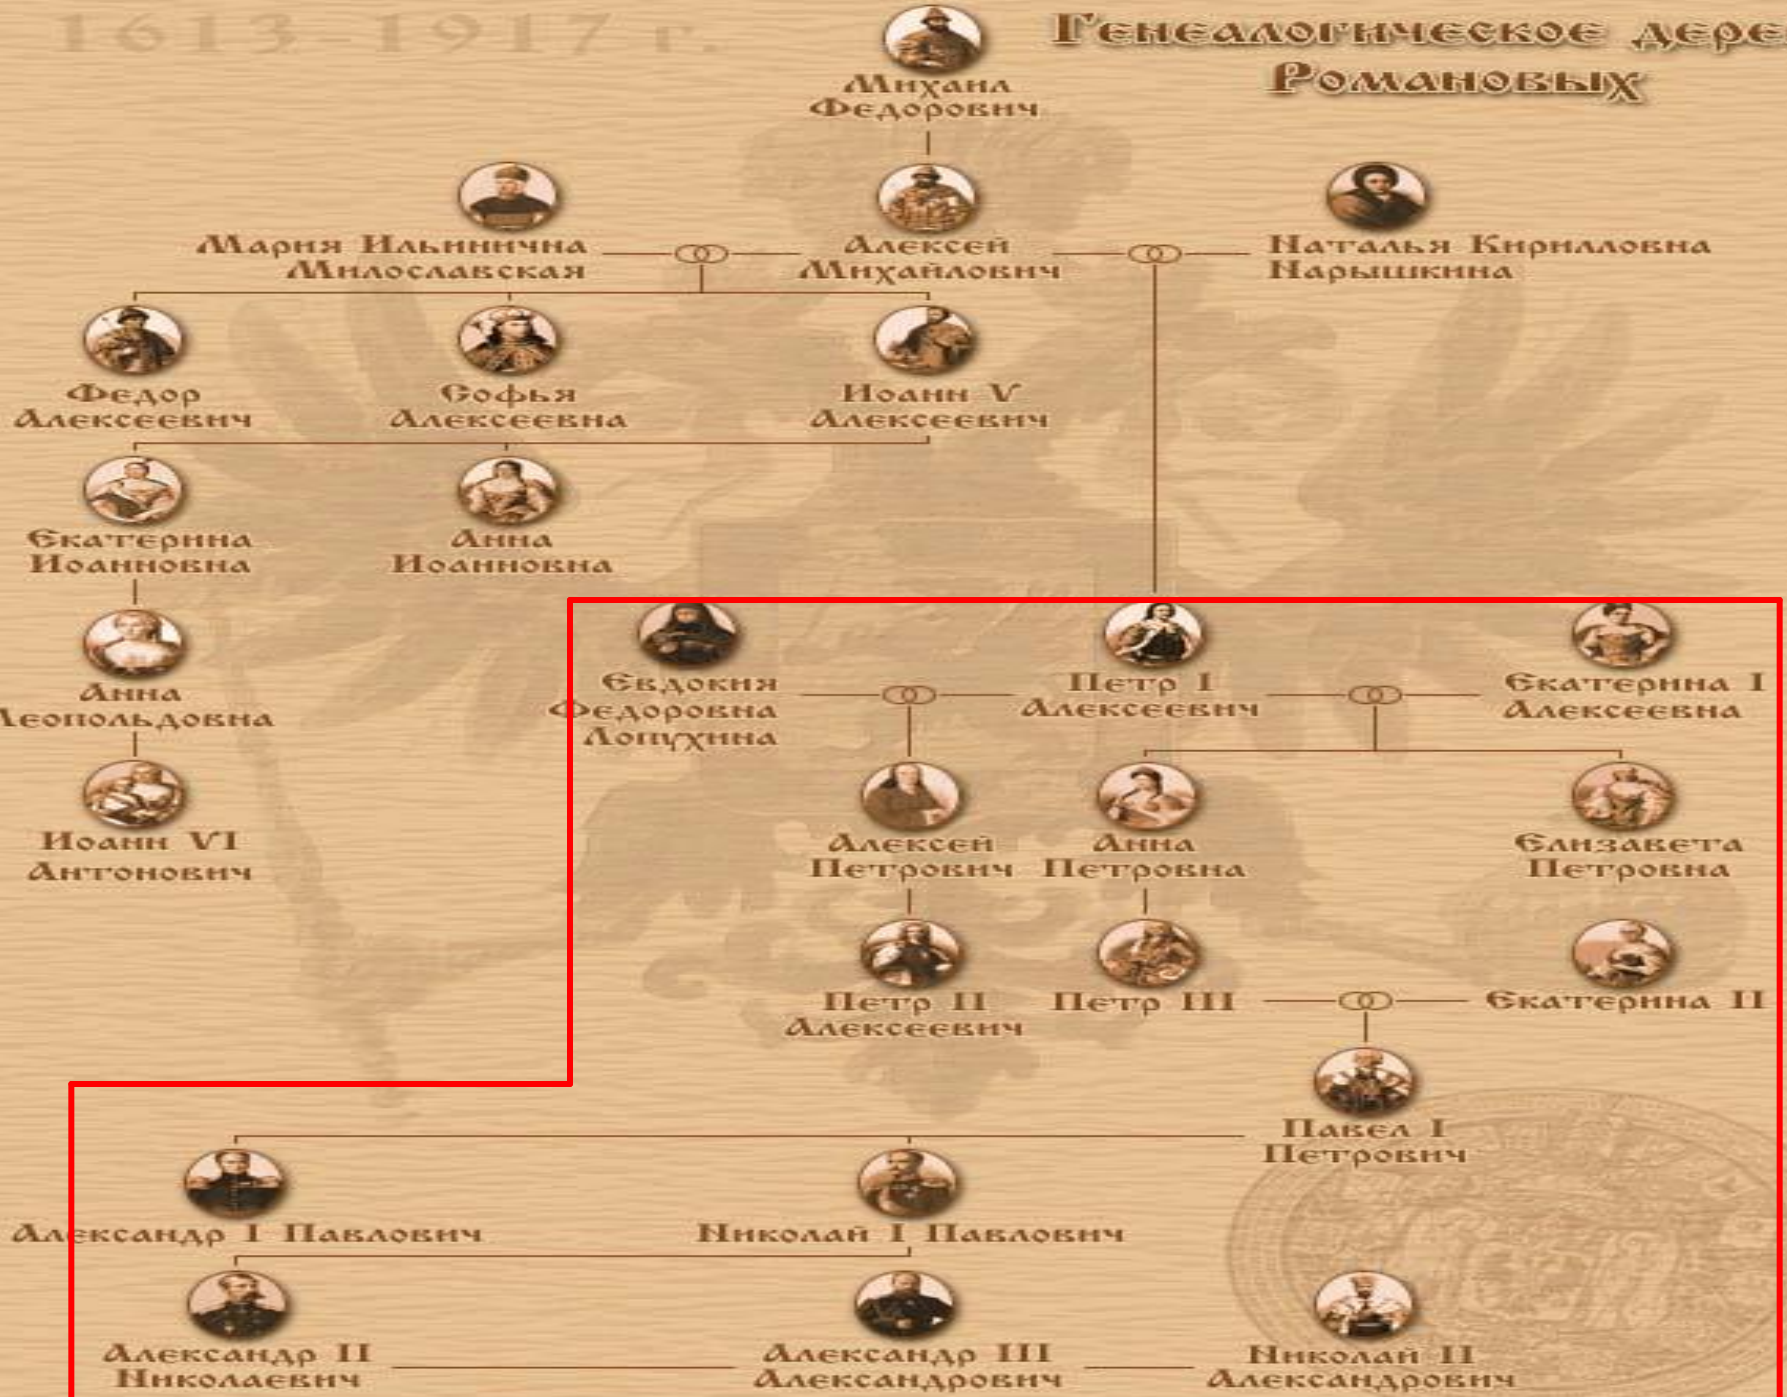 1613-1917 г.
Генеалогическое дере
Романовых
Михаил
Федорович
Мария Ильинична
Милославская
Алексей
Михайлович
Наталья Кирилловна
Нарышкина
Федор
Алексеевич
Софья
Алексеевна
Иоанн V
Алексеевич
Екатерина
Иоанновна
Анна
Иоанновна
Анна
Леопольдовна
Иоанн VI
Антонович
Евдокия
Федоровна
Лопухина
Петр I
Алексеевич
Екатерина I
Алексеевна
Алексей
Петрович
Анна
Петровна
Елизавета
Петровна
Петр II
Алексеевич
Петр III
Екатерина II
Павел I
Петрович
Александр I Павлович
Николай I Павлович
Александр II
Николаевич
Александр III
Александрович
Николай II
Александрович